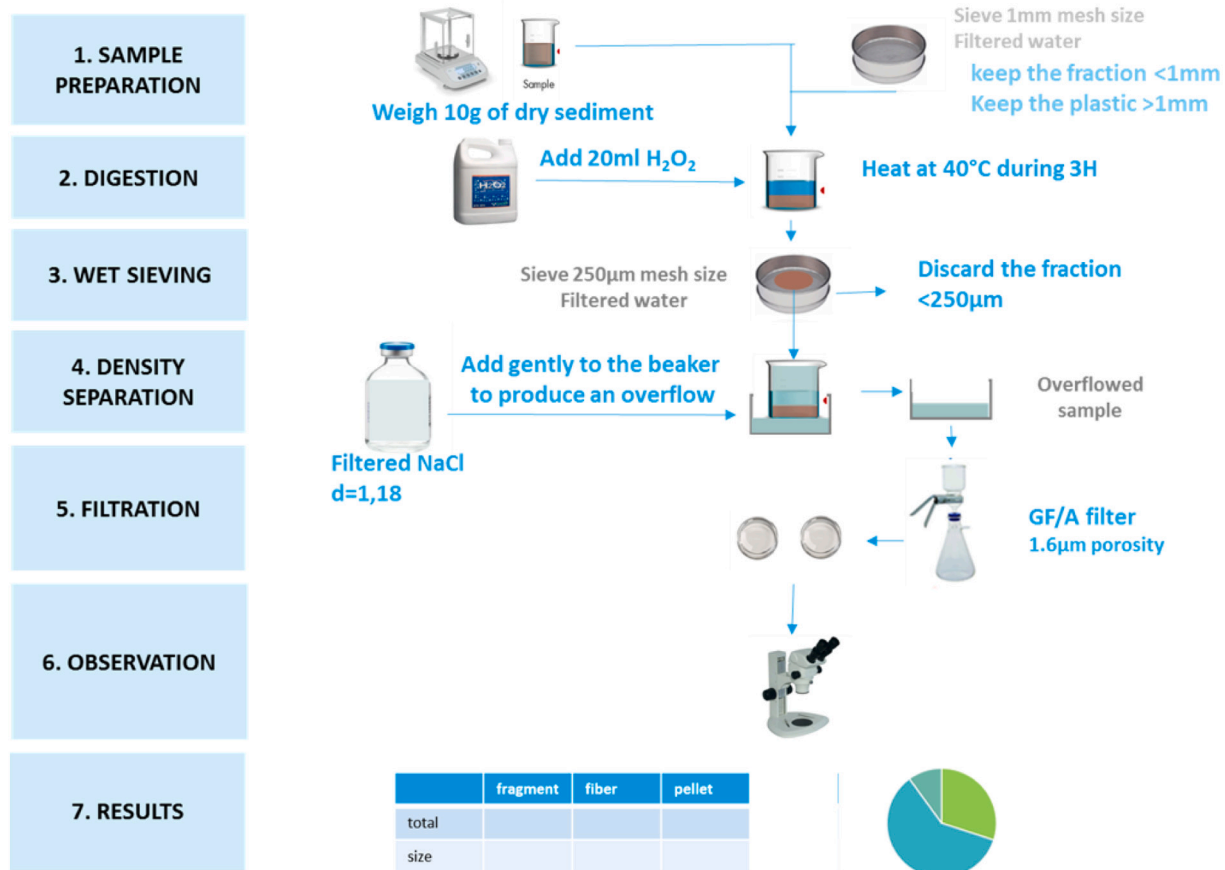 1. SAMPLE
PREPARATION
Sample
Weigh 10g of dry sediment
Sieve 1mm mesh size
Filtered water
keep the fraction <1mm
Keep the plastic >1mm
2. DIGESTION
H₂O₂
Add 20ml H₂O₂
Heat at 40°C during 3H
3. WET SIEVING
Sieve 250µm mesh size
Filtered water
Discard the fraction
<250µm
4. DENSITY
SEPARATION
Add gently to the beaker
to produce an overflow
Overflowed
sample
Filtered NaCl
d=1,18
5. FILTRATION
GF/A filter
1.6µm porosity
6. OBSERVATION
7. RESULTS
fragment fiber pellet
total
size